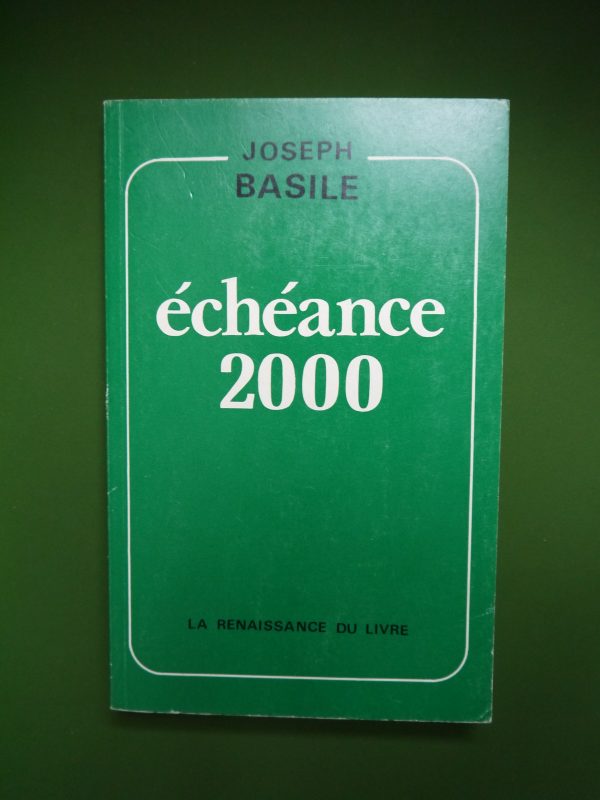 JOSEPH
BASILE
échéance
2000
LA RENAISSANCE DU LIVRE